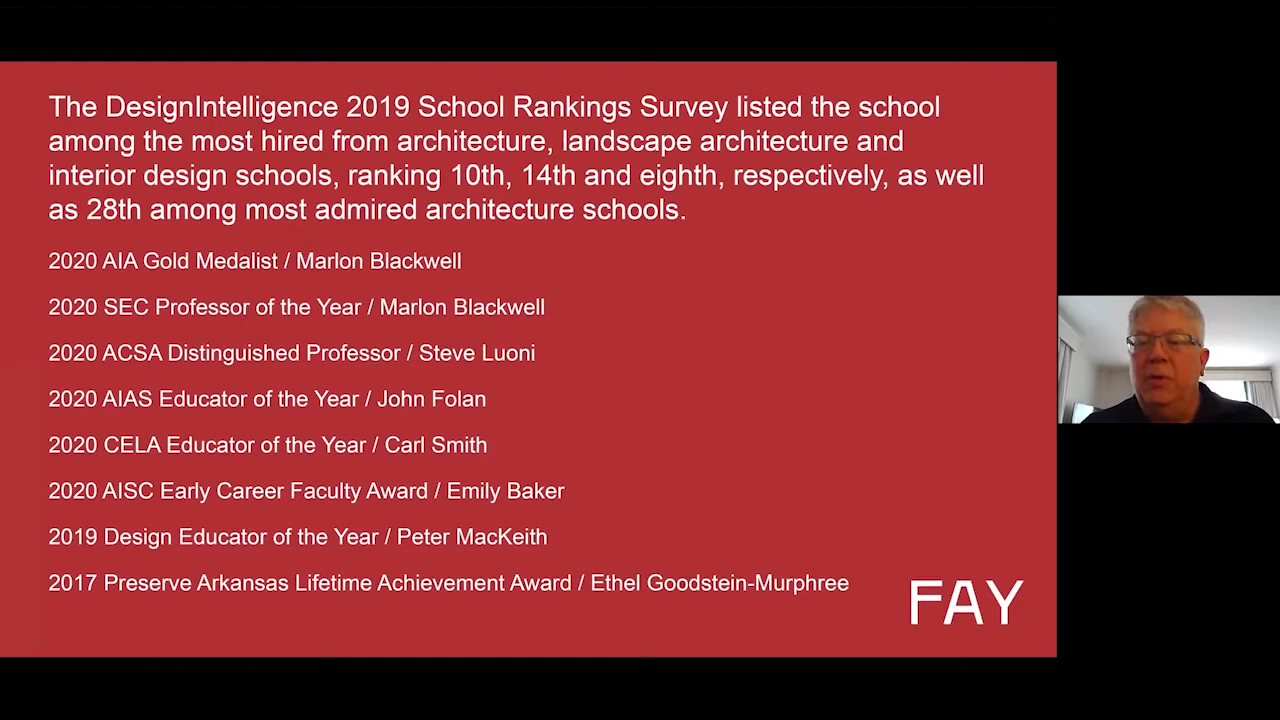 The DesignIntelligence 2019 School Rankings Survey listed the school
among the most hired from architecture, landscape architecture and
interior design schools, ranking 10th, 14th and eighth, respectively, as well
as 28th among most admired architecture schools.
2020 AIA Gold Medalist / Marlon Blackwell
2020 SEC Professor of the Year / Marlon Blackwell
2020 ACSA Distinguished Professor / Steve Luoni
2020 AIAS Educator of the Year / John Folan
2020 CELA Educator of the Year / Carl Smith
2020 AISC Early Career Faculty Award / Emily Baker
2019 Design Educator of the Year / Peter MacKeith
2017 Preserve Arkansas Lifetime Achievement Award / Ethel Goodstein-Murphree
FAY